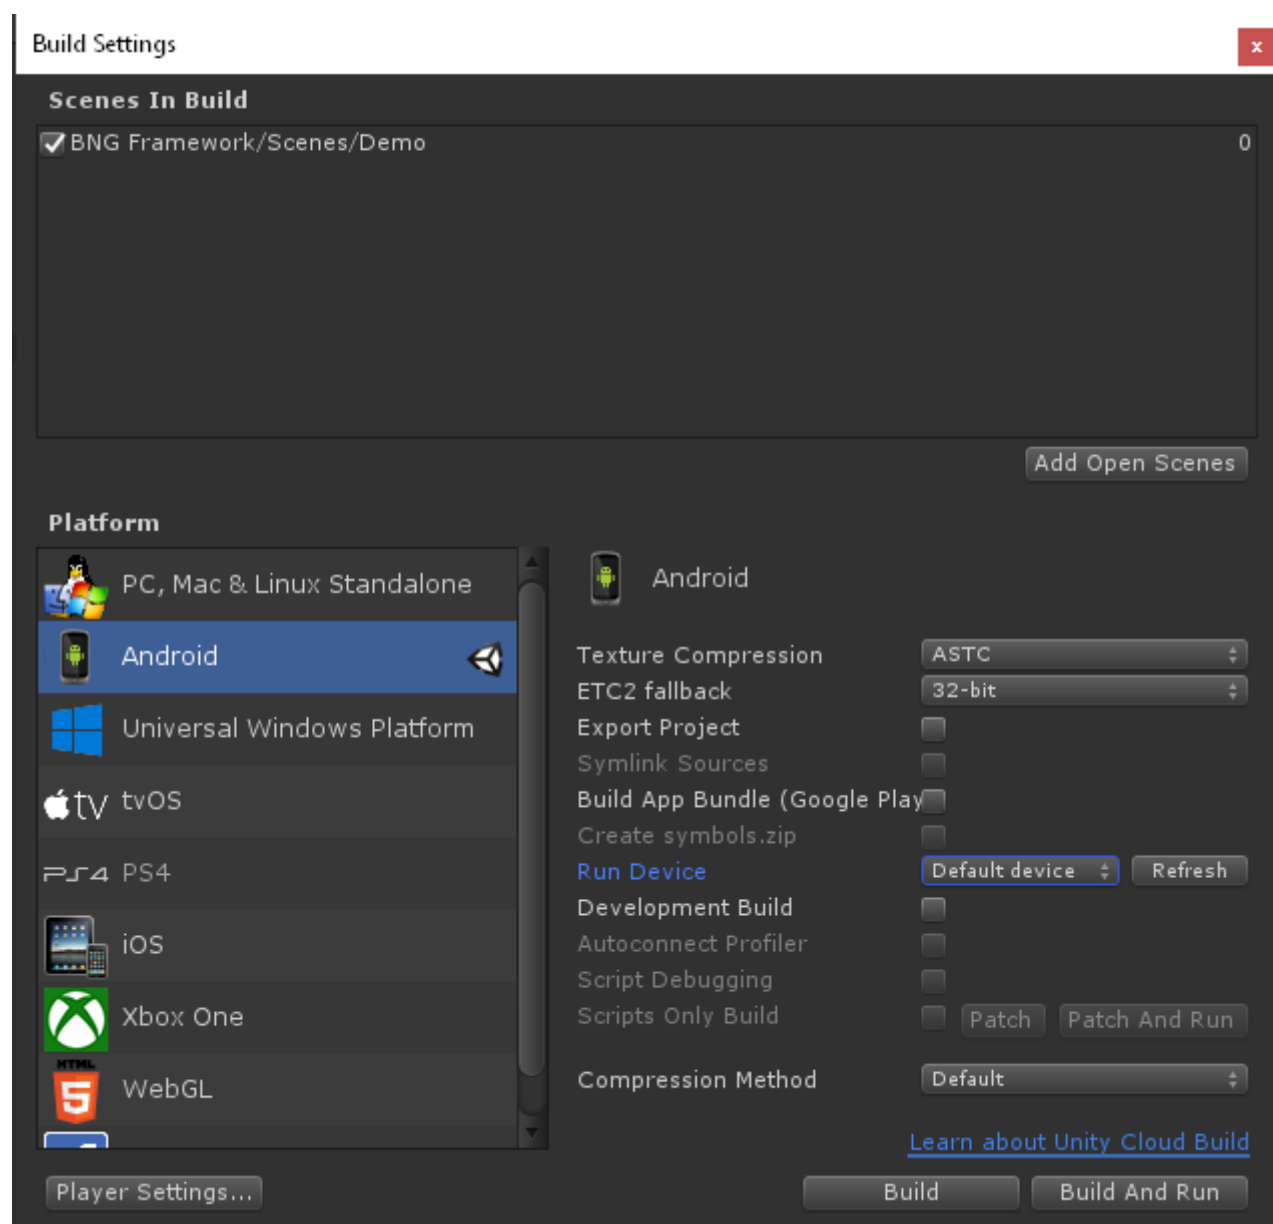 Build Settings
x
Scenes In Build
BNG Framework/Scenes/Demo 0
Add Open Scenes
Platform
PC, Mac & Linux Standalone
Android
Universal Windows Platform
tv tvOS
PS4 PS4
iOS
Xbox One
HTML 5 WebGL
Android
Texture Compression ASTC
ETC2 fallback 32-bit
Export Project
Symlink Sources
Build App Bundle (Google Play
Create symbols.zip
Run Device Default device Refresh
Development Build
Autoconnect Profiler
Script Debugging
Scripts Only Build Patch Patch And Run
Compression Method Default
Learn about Unity Cloud Build
Player Settings... Build Build And Run